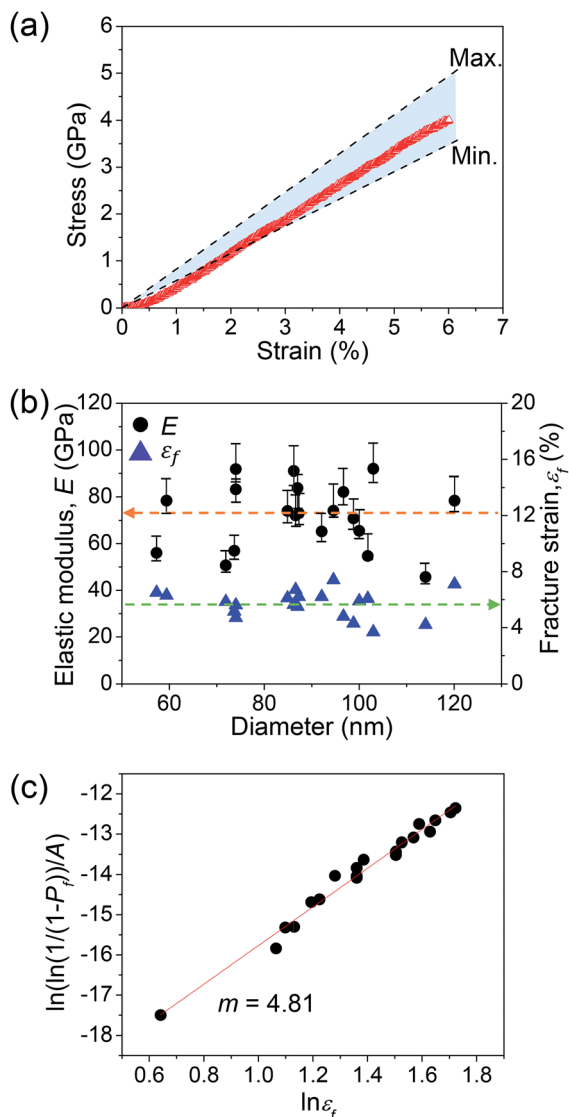 (a)
6
5
4
3
2
1
0
Stress (GPa)
Max.
Min.
0 1 2 3 4 5 6 7
Strain (%)
(b)
120
100
80
60
40
20
0
Elastic modulus, E (GPa)
E
εf
20
16
12
8
4
0
Fracture strain, εf (%)
60 80 100 120
Diameter (nm)
(c)
-12
-13
-14
-15
-16
-17
-18
ln(ln(1/(1-Pf))/A)
m = 4.81
0.6 0.8 1.0 1.2 1.4 1.6 1.8
lnεf